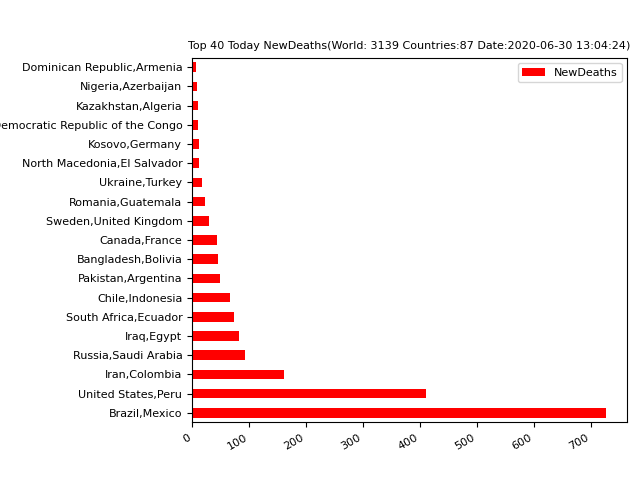 Top 40 Today NewDeaths(World: 3139 Countries:87 Date:2020-06-30 13:04:24)
NewDeaths
Dominican Republic,Armenia
Nigeria,Azerbaijan
Kazakhstan,Algeria
Democratic Republic of the Congo
Kosovo,Germany
North Macedonia,El Salvador
Ukraine,Turkey
Romania,Guatemala
Sweden,United Kingdom
Canada,France
Bangladesh,Bolivia
Pakistan,Argentina
Chile,Indonesia
South Africa,Ecuador
Iraq,Egypt
Russia,Saudi Arabia
Iran,Colombia
United States,Peru
Brazil,Mexico
0 100 200 300 400 500 600 700